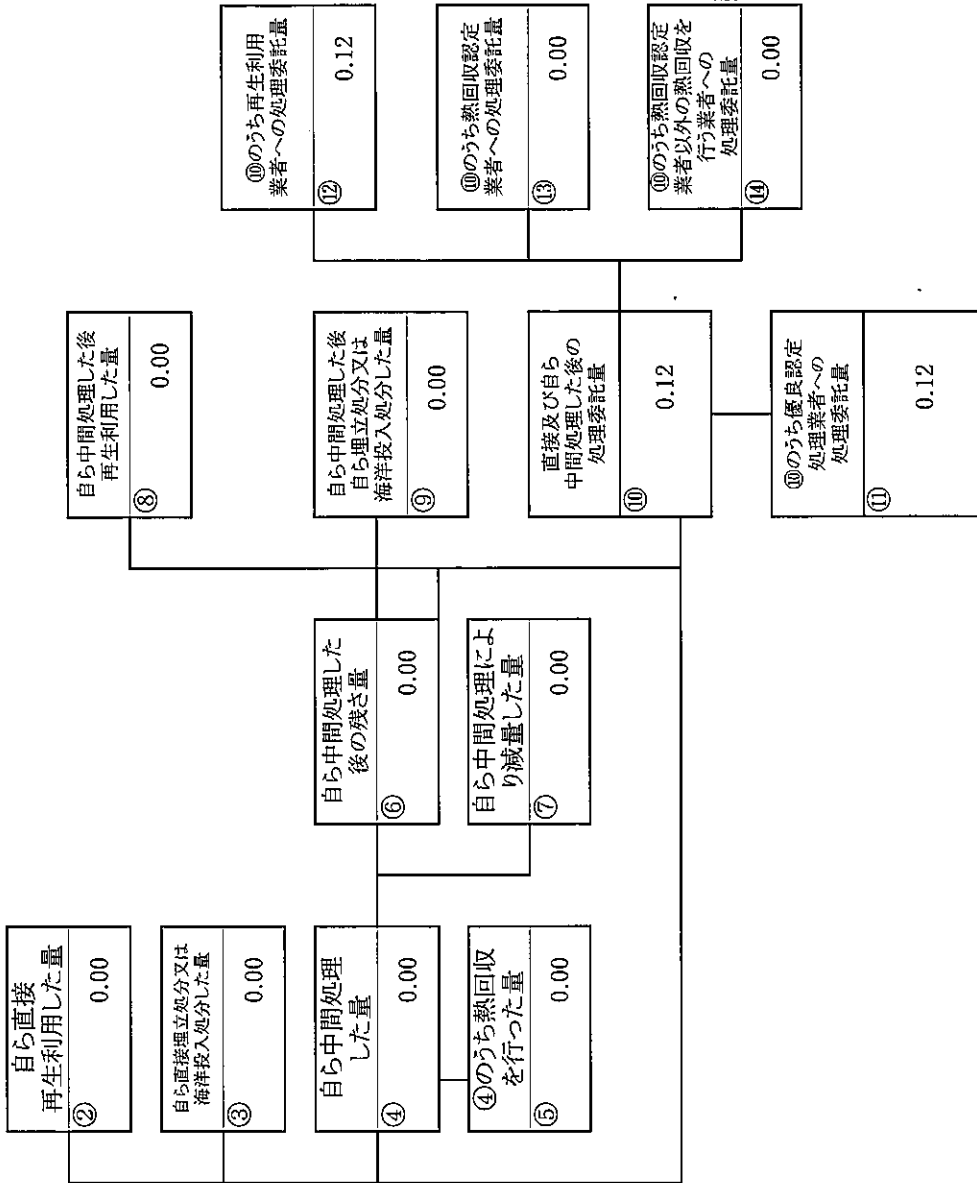 自ら直接
再生利用した量
②
0.00
自ら直接埋立処分又は
海洋投入処分した量
③
0.00
自ら中間処理
した量
④
0.00
④のうち熱回収
を行った量
⑤
0.00
自ら中間処理した
後の残さ量
⑥
0.00
自ら中間処理によ
り減量した量
⑦
0.00
自ら中間処理した後
再生利用した量
⑧
0.00
自ら中間処理した後
自ら埋立処分又は
海洋投入処分した量
⑨
0.00
直接及び自ら
中間処理した後の
処理委託量
⑩
0.12
⑩のうち優良認定
処理業者への
処理委託量
⑪
0.12
⑩のうち再生利用
業者への処理委託量
⑫
0.12
⑩のうち熱回収認定
業者への処理委託量
⑬
0.00
⑩のうち熱回収認定
業者以外の熱回収を
行う業者への
処理委託量
⑭
0.00